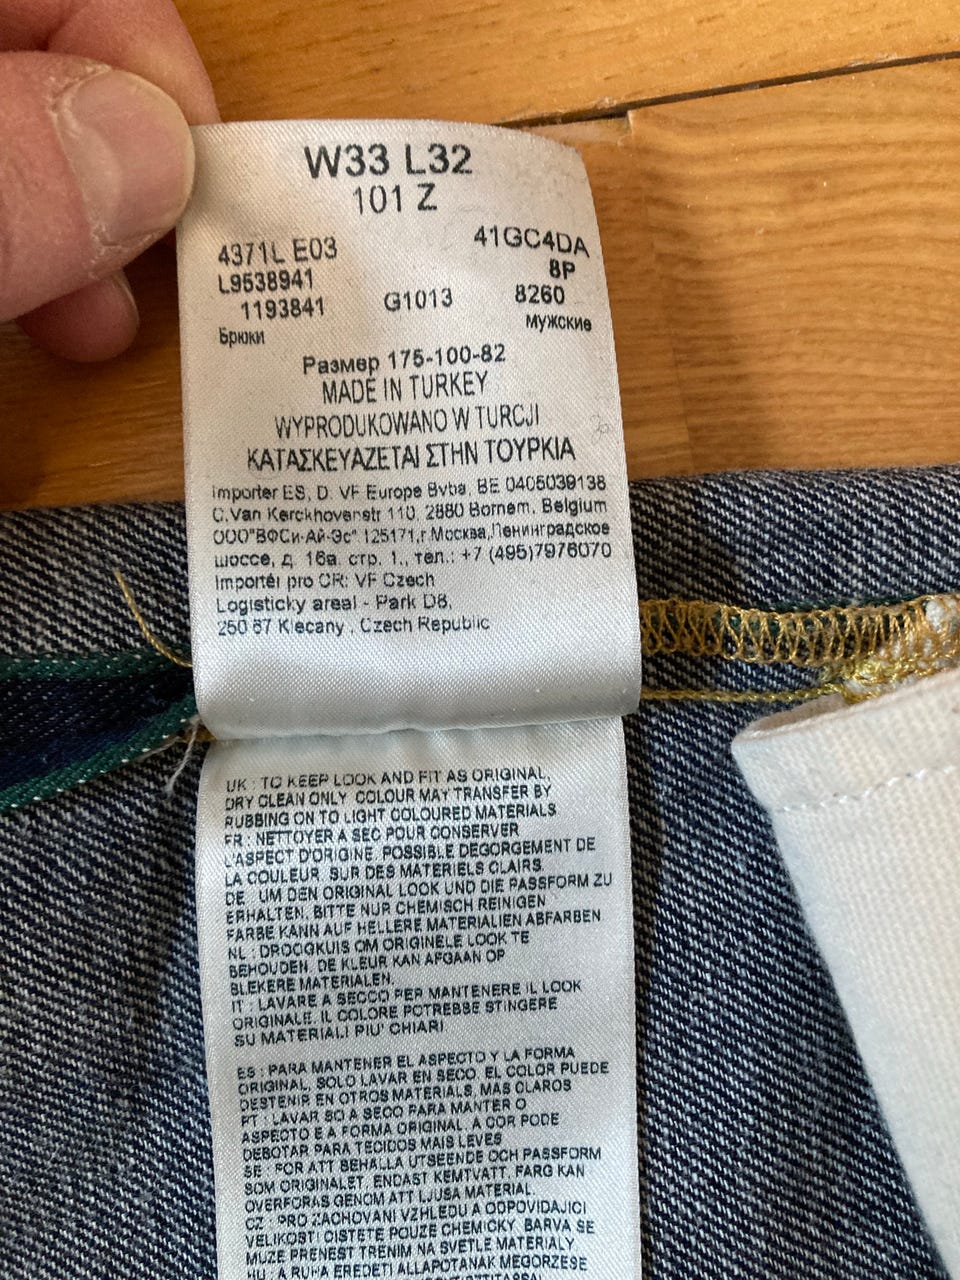 W33 L32
101 Z
4371L E03 41GC4DA
L9538941 8P
1193841 G1013 8260
Брюки мужские
Размер 175-100-82
MADE IN TURKEY
WYPRODUKOWANO W TURCJI
ΚΑΤΑΣΚΕΥΑΖΕΤΑΙ ΣΤΗΝ ΤΟΥΡΚΙΑ
Importer ES, D. VF Europe Bvba, BE 0405039138
C.Van Kerckhovenstr 110, 2880 Bornem, Belgium
ООО"ВФСи-Ай-Эс" 125171,г.Москва,Ленинградское
шоссе, д. 16а. стр. 1., тел.: +7 (495)7976070
Importéi pro CR: VF Czech
Logisticky areal - Park D8,
250 67 Klecany , Czech Republic
UK : TO KEEP LOOK AND FIT AS ORIGINAL,
DRY CLEAN ONLY COLOUR MAY TRANSFER BY
RUBBING ON TO LIGHT COLOURED MATERIALS
FR : NETTOYER A SEC POUR CONSERVER
L'ASPECT D'ORIGINE. POSSIBLE DEGORGEMENT DE
LA COULEUR SUR DES MATERIELS CLAIRS.
DE UM DEN ORIGINAL LOOK UND DIE PASSFORM ZU
ERHALTEN, BITTE NUR CHEMISCH REINIGEN
FARBE KANN AUF HELLERE MATERIALIEN ABFARBEN
NL : DROOGKUIS OM ORIGINELE LOOK TE
BEHOUDEN. DE KLEUR KAN AFGAAN OP
BLEKERE MATERIALEN.
IT : LAVARE A SECCO PER MANTENERE IL LOOK
ORIGINALE. IL COLORE POTREBBE STINGERE
SU MATERIALI PIU' CHIARI
ES : PARA MANTENER EL ASPECTO Y LA FORMA
ORIGINAL, SOLO LAVAR EN SECO. EL COLOR PUEDE
DESTENIR EN OTROS MATERIALS, MAS CLAROS
PT : LAVAR SO A SECO PARA MANTER O
ASPECTO E A FORMA ORIGINAL. A COR PODE
DEBOTAR PARA TECIDOS MAIS LEVES
SE : FOR ATT BEHALLA UTSEENDE OCH PASSFORM
SOM ORIGINALET, ENDAST KEMTVATT. FARG KAN
OVERFORAS GENOM ATT LJUSA MATERIAL.
CZ : PRO ZACHOVANI VZHLEDU A ODPOVIDAJICI
VELIKOSTI CISTETE POUZE CHEMICKY. BARVA SE
MUZE PRENEST TRENIM NA SVETLE MATERIALY
HU : A RUHA EREDETI ALLAPOTANAK MEGORZESE